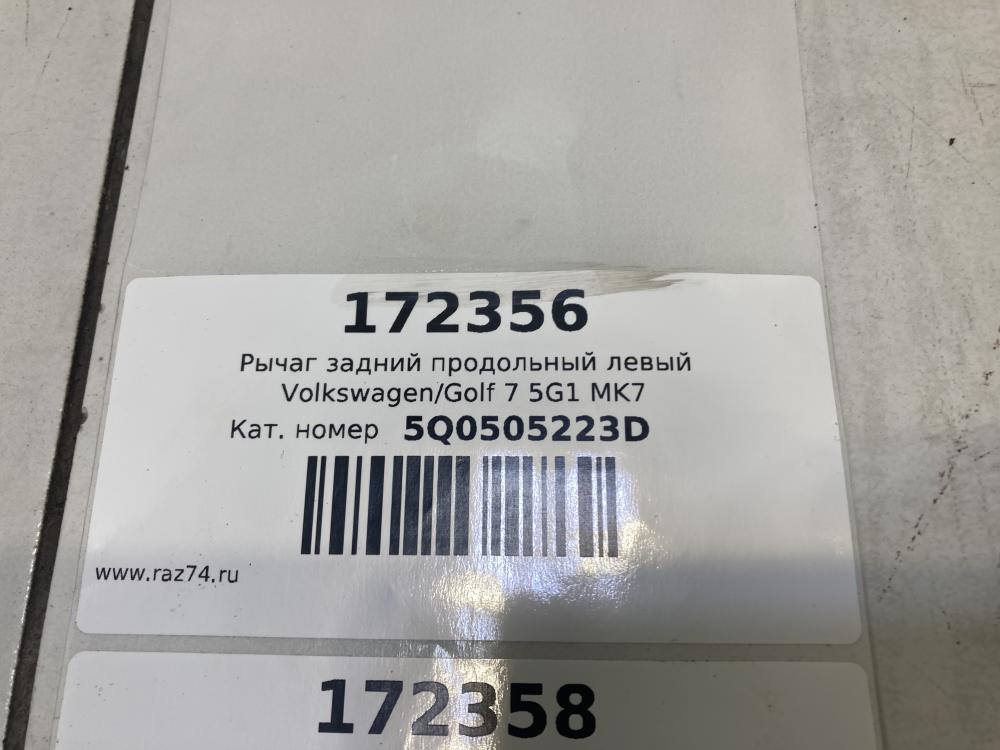 172356
Рычаг задний продольный левый
Volkswagen/Golf 7 5G1 MK7
Кат. номер 5Q0505223D
www.raz74.ru
172358